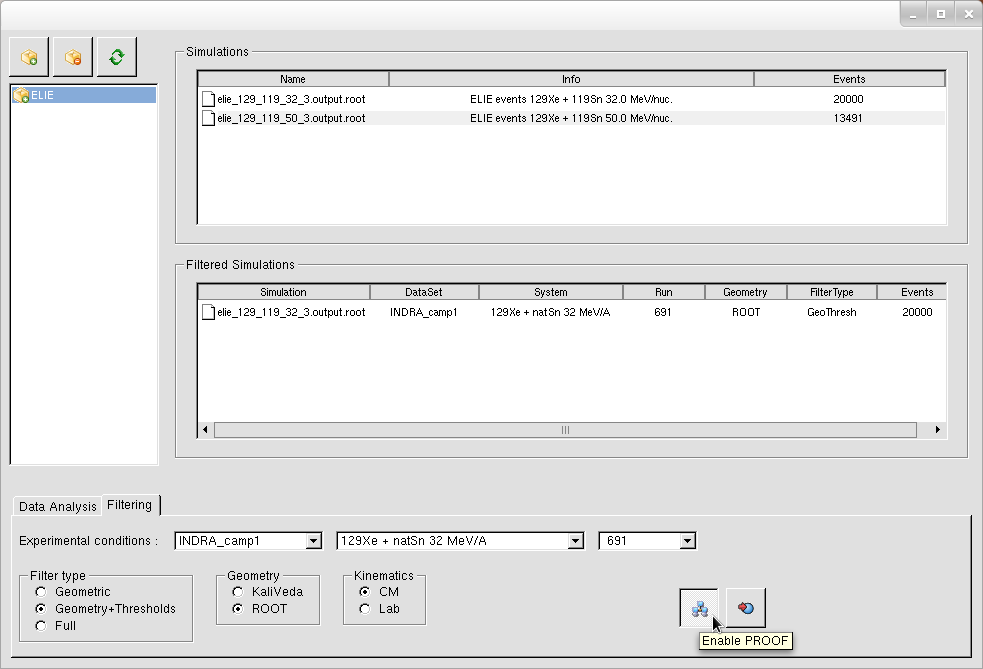 Simulations
Name Info Events
elie_129_119_32_3.output.root ELIE events 129Xe + 119Sn 32.0 MeV/nuc. 20000
elie_129_119_50_3.output.root ELIE events 129Xe + 119Sn 50.0 MeV/nuc. 13491
ELIE
Filtered Simulations
Simulation DataSet System Run Geometry FilterType Events
elie_129_119_32_3.output.root INDRA_camp1 129Xe + natSn 32 MeV/A 691 ROOT GeoThresh 20000
Data Analysis Filtering
Experimental conditions : INDRA_camp1 129Xe + natSn 32 MeV/A 691
Filter type Geometry Kinematics
Geometric KaliVeda CM
Geometry+Thresholds ROOT Lab
Full
Enable PROOF